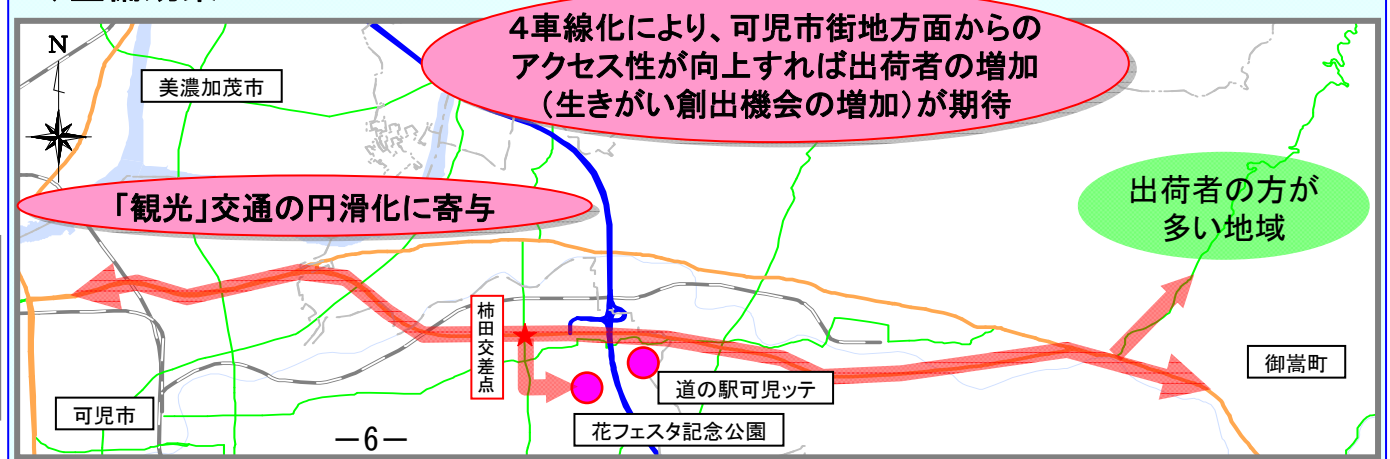 4車線化により、可児市街地方面からの
アクセス性が向上すれば出荷者の増加
（生きがい創出機会の増加）が期待
N
美濃加茂市
「観光」交通の円滑化に寄与
出荷者の方が
多い地域
柿田交差点
御嵩町
道の駅可児ッテ
可児市
花フェスタ記念公園
－6－